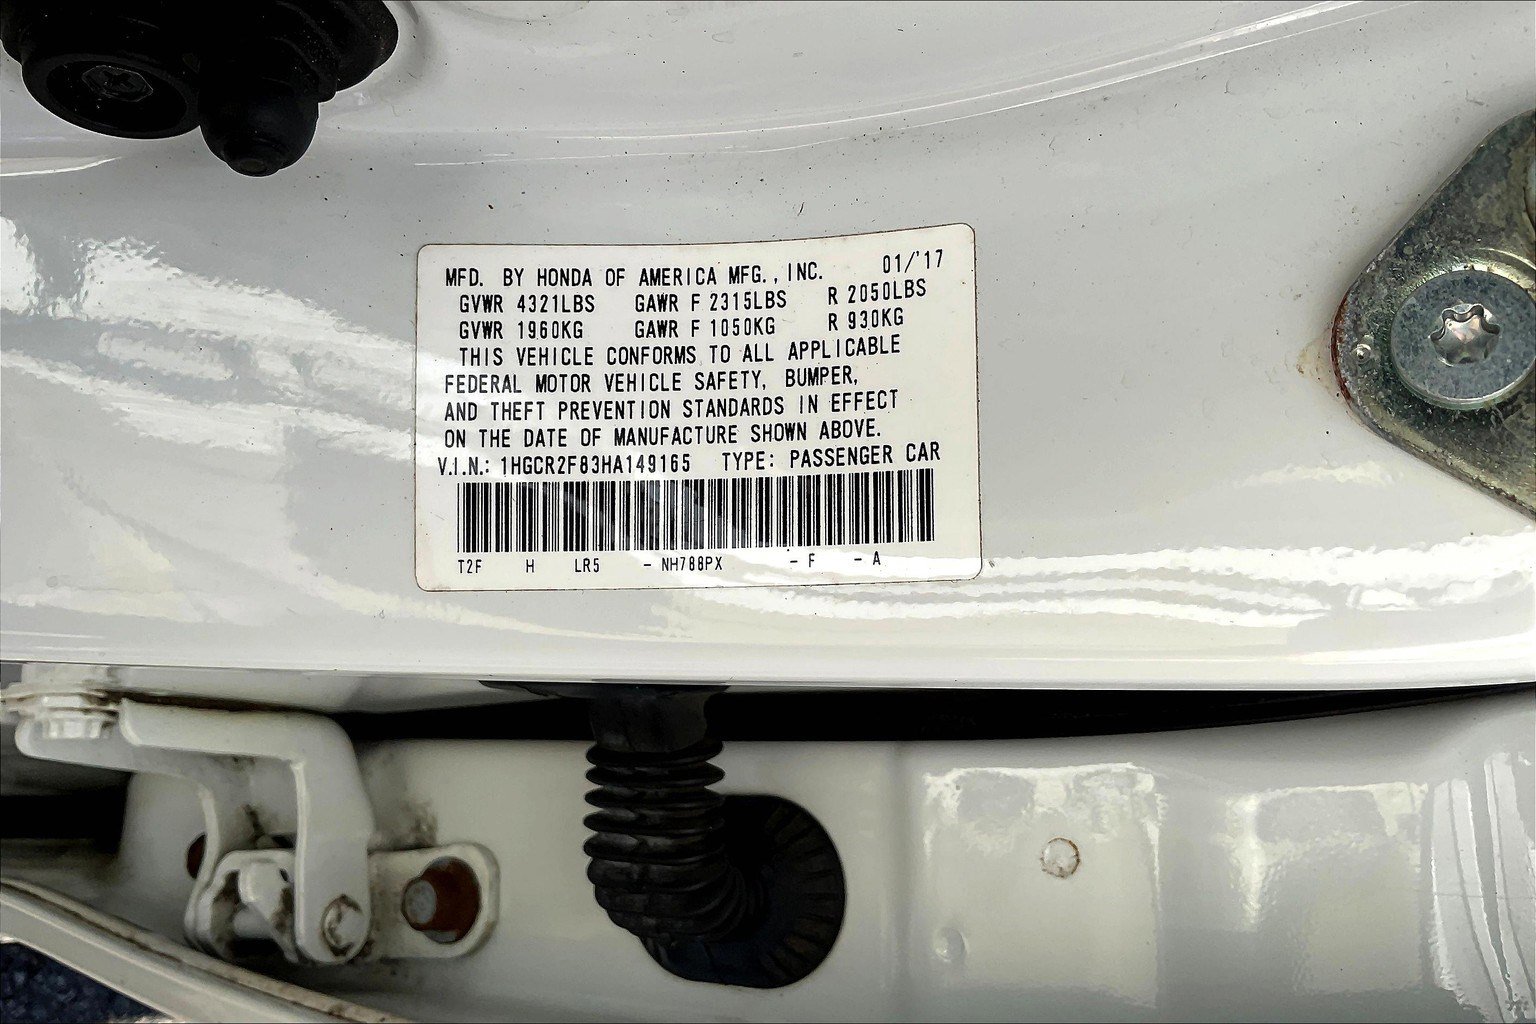 MFD. BY HONDA OF AMERICA MFG., INC. 01/'17
GVWR 4321LBS GAWR F 2315LBS R 2050LBS
GVWR 1960KG GAWR F 1050KG R 930KG
THIS VEHICLE CONFORMS TO ALL APPLICABLE
FEDERAL MOTOR VEHICLE SAFETY, BUMPER,
AND THEFT PREVENTION STANDARDS IN EFFECT
ON THE DATE OF MANUFACTURE SHOWN ABOVE.
V.I.N.: 1HGCR2F83HA149165 TYPE: PASSENGER CAR
T2F H LR5 - NH788PX - F - A